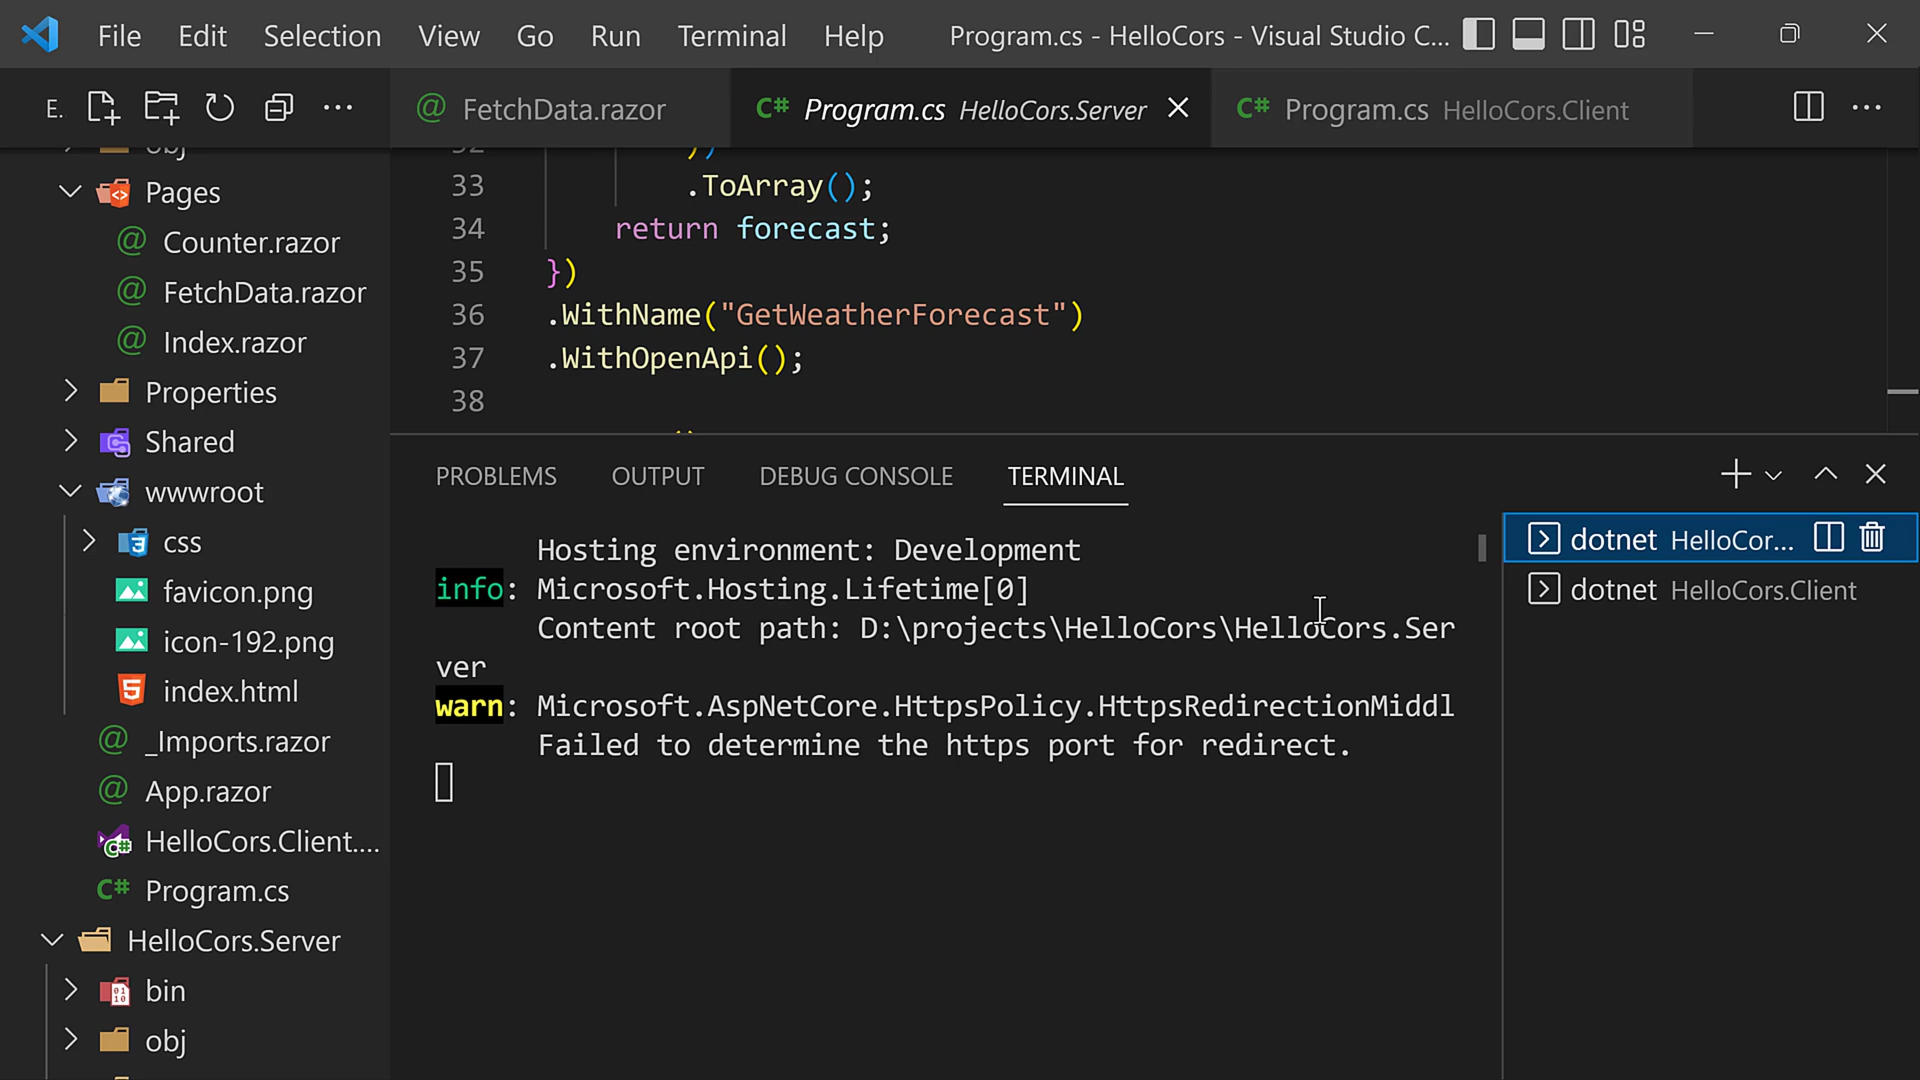 File Edit Selection View Go Run Terminal Help Program.cs - HelloCors - Visual Studio C...
E. ...
FetchData.razor
C# Program.cs HelloCors.Server
C# Program.cs HelloCors.Client
...
obj
Pages
Counter.razor
FetchData.razor
Index.razor
Properties
Shared
wwwroot
css
favicon.png
icon-192.png
index.html
_Imports.razor
App.razor
HelloCors.Client....
C# Program.cs
HelloCors.Server
bin
obj
32 })
33 .ToArray();
34 return forecast;
35 })
36 .WithName("GetWeatherForecast")
37 .WithOpenApi();
38
PROBLEMS OUTPUT DEBUG CONSOLE TERMINAL
Hosting environment: Development
info: Microsoft.Hosting.Lifetime[0]
Content root path: D:\projects\HelloCors\HelloCors.Ser
ver
warn: Microsoft.AspNetCore.HttpsPolicy.HttpsRedirectionMiddl
Failed to determine the https port for redirect.
dotnet HelloCor...
dotnet HelloCors.Client